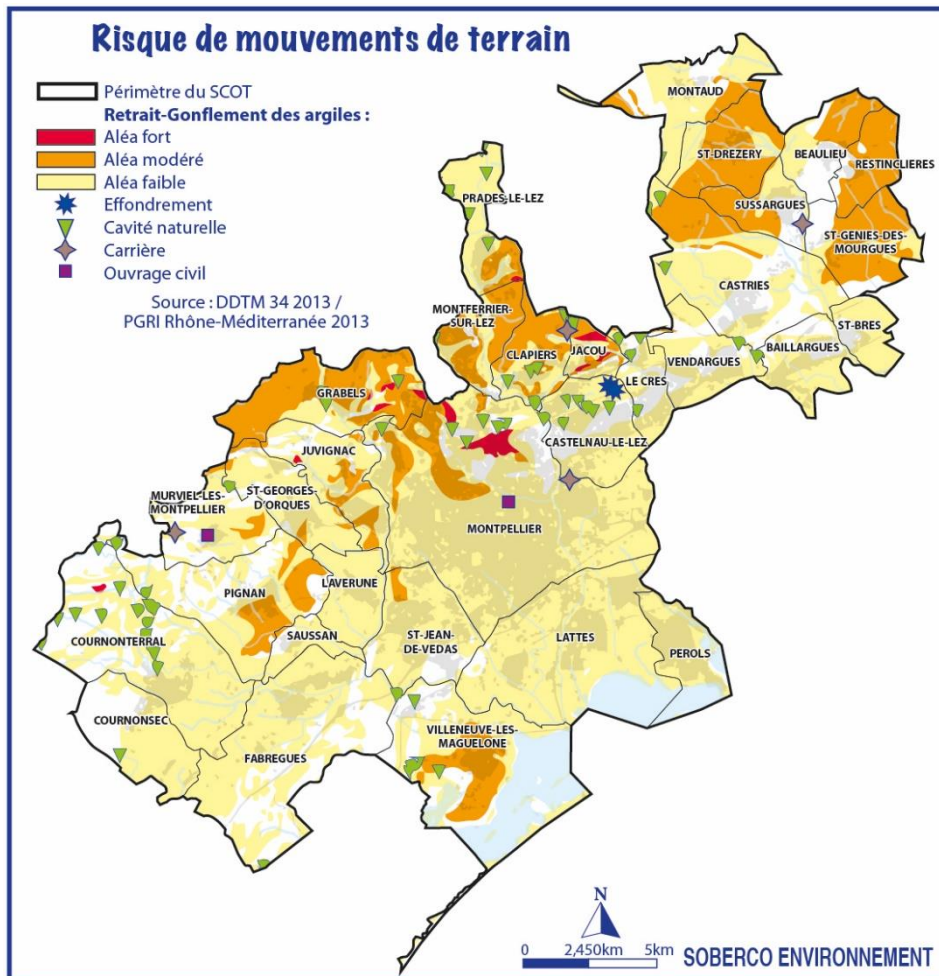 Risque de mouvements de terrain
Périmètre du SCOT
Retrait-Gonflement des argiles :
Aléa fort
Aléa modéré
Aléa faible
Effondrement
Cavité naturelle
Carrière
Ouvrage civil
Source : DDTM 34 2013 /
PGRI Rhône-Méditerranée 2013
MONTAUD
ST-DREZERY
BEAULIEU
RESTINCLIERES
SUSSARGUES
ST-GENIES-DES-
MOURGUES
PRADES-LE-LEZ
CASTRIES
MONTFERRIER-
SUR-LEZ
CLAPIERS
JACOU
ST-BRES
BAILLARGUES
VENDARGUES
LE CRES
GRABELS
CASTELNAU-LE-LEZ
JUVIGNAC
ST-GEORGES-
D'ORQUES
MURVIEL-LES-
MONTPELLIER
MONTPELLIER
PIGNAN
LAVERUNE
SAUSSAN
COURNONTERRAL
ST-JEAN-
DE-VEDAS
LATTES
PEROLS
COURNONSEC
FABREGUES
VILLENEUVE-LES-
MAGUELONE
N
0 2,450km 5km
SOBERCO ENVIRONNEMENT